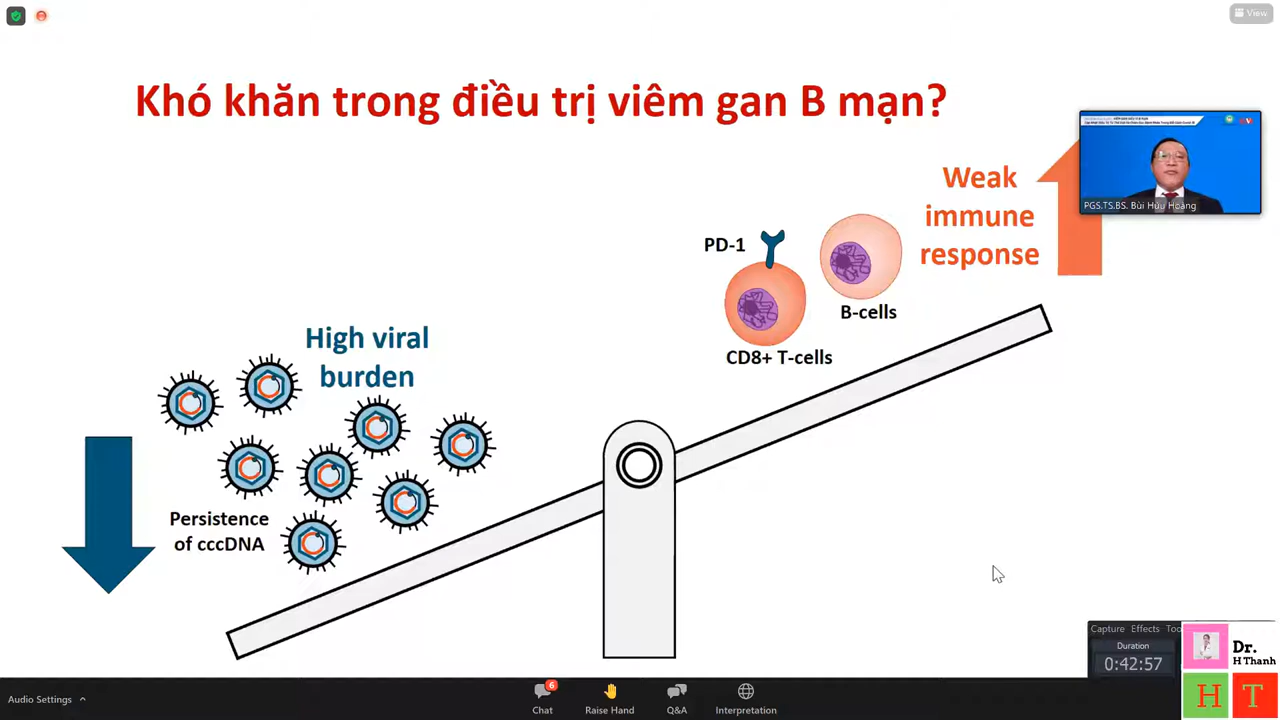 View
Khó khăn trong điều trị viêm gan B mạn?
PGS.TS.BS. Bùi Hữu Hoàng
Weak
immune
response
PD-1
B-cells
CD8+ T-cells
High viral
burden
Persistence
of cccDNA
Capture Effects Too
Duration
0:42:57
Dr.
H Thanh
H T
Audio Settings
6
Chat
Raise Hand
Q&A
Interpretation